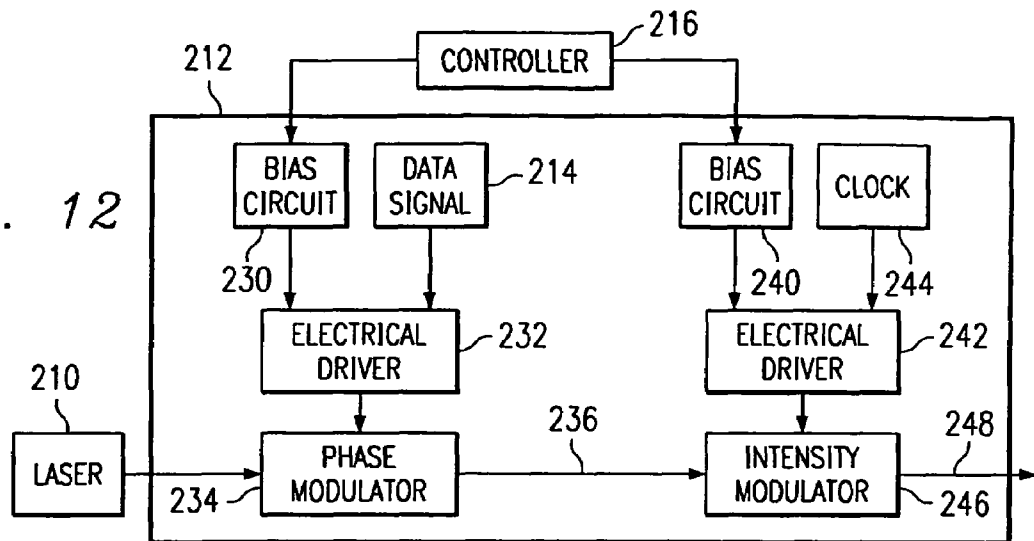 216
CONTROLLER
212
BIAS
CIRCUIT
230
DATA
SIGNAL
214
BIAS
CIRCUIT
240
CLOCK
244
. 12
ELECTRICAL
DRIVER
232
ELECTRICAL
DRIVER
242
210
LASER
PHASE
MODULATOR
234
236
INTENSITY
MODULATOR
246
248